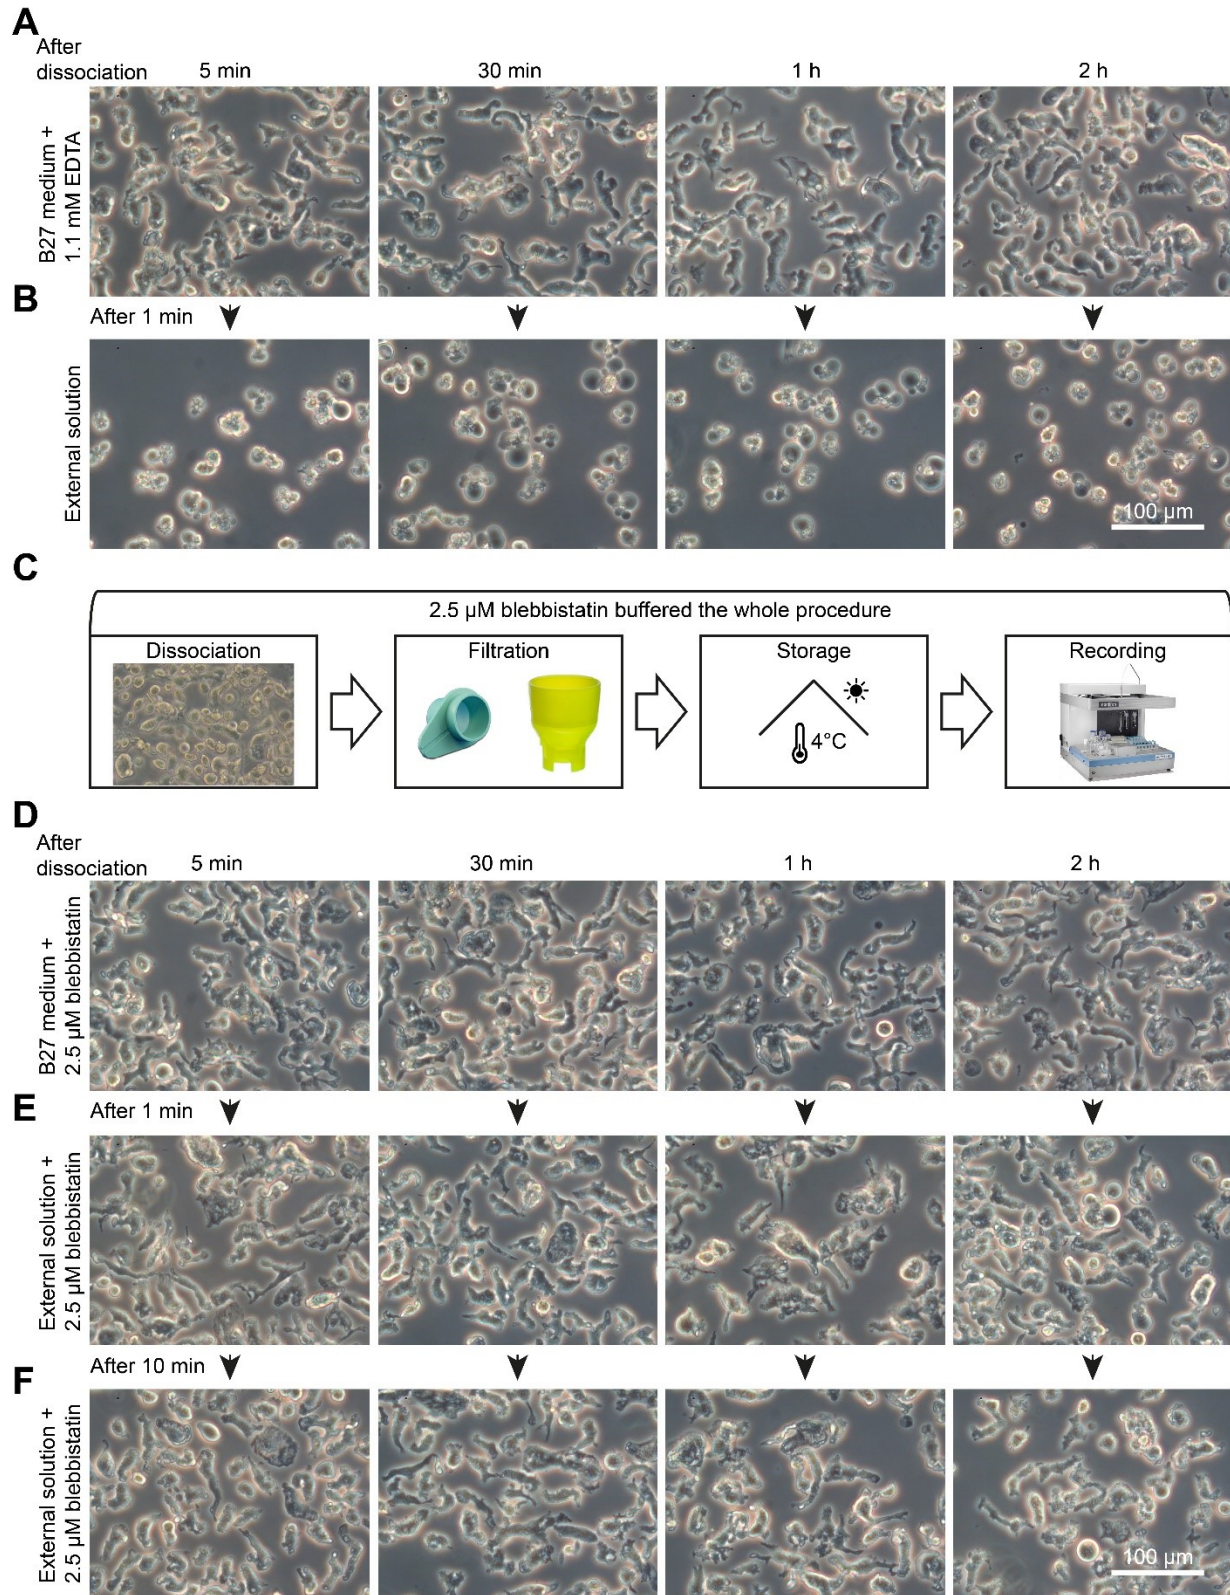 A
After
dissociation
5 min
30 min
1 h
2 h
B27 medium +
1.1 mM EDTA
B
After 1 min
External solution
100 µm
C
2.5 µM blebbistatin buffered the whole procedure
Dissociation
Filtration
Storage
Recording
4°C
D
After
dissociation
5 min
30 min
1 h
2 h
B27 medium +
2.5 µM blebbistatin
E
After 1 min
External solution +
2.5 µM blebbistatin
F
After 10 min
External solution +
2.5 µM blebbistatin
100 µm